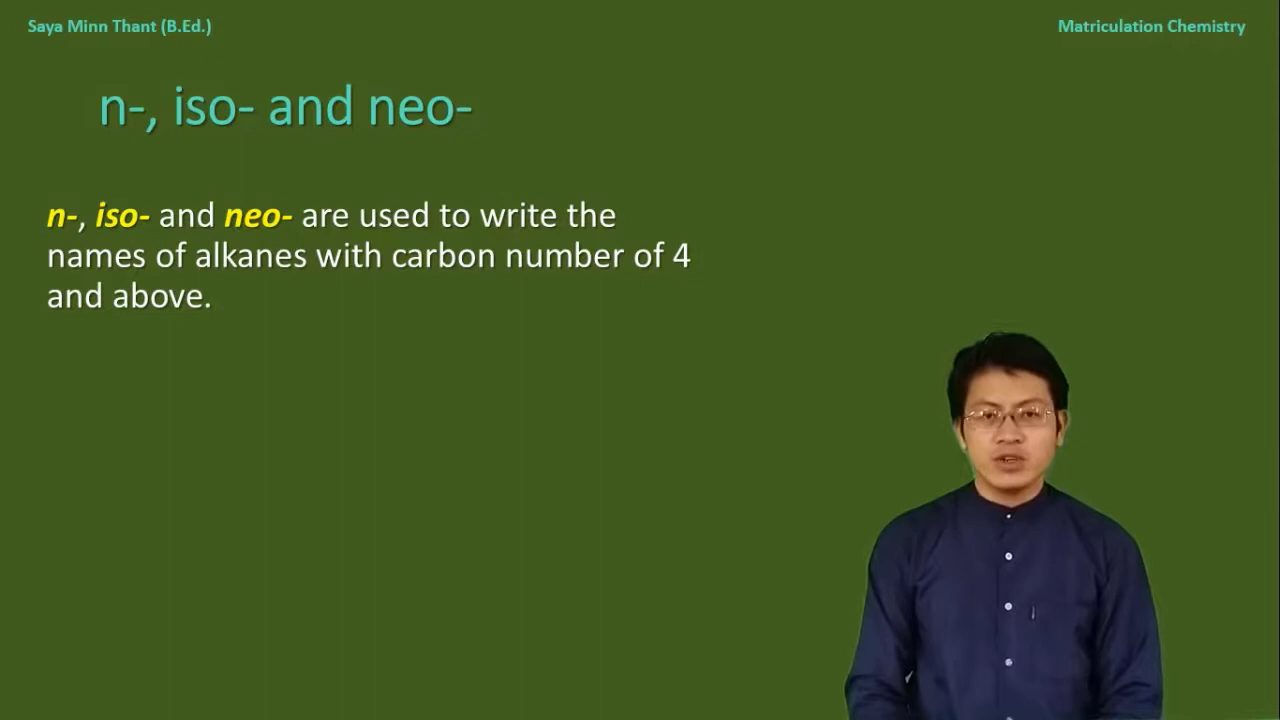 Saya Minn Thant (B.Ed.)
Matriculation Chemistry
n-, iso- and neo-
n-, iso- and neo- are used to write the
names of alkanes with carbon number of 4
and above.